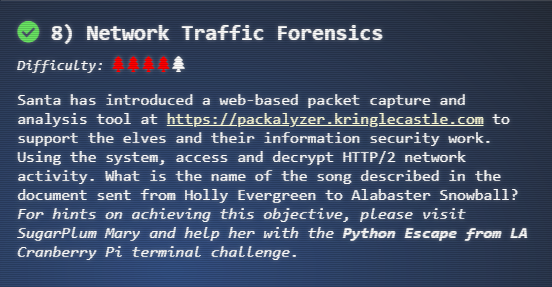 8) Network Traffic Forensics
Difficulty:
Santa has introduced a web-based packet capture and
analysis tool at https://packalyzer.kringlecastle.com to
support the elves and their information security work.
Using the system, access and decrypt HTTP/2 network
activity. What is the name of the song described in the
document sent from Holly Evergreen to Alabaster Snowball?
For hints on achieving this objective, please visit
SugarPlum Mary and help her with the Python Escape from LA
Cranberry Pi terminal challenge.